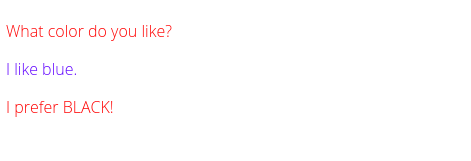 What color do you like?
I like blue.
I prefer BLACK!